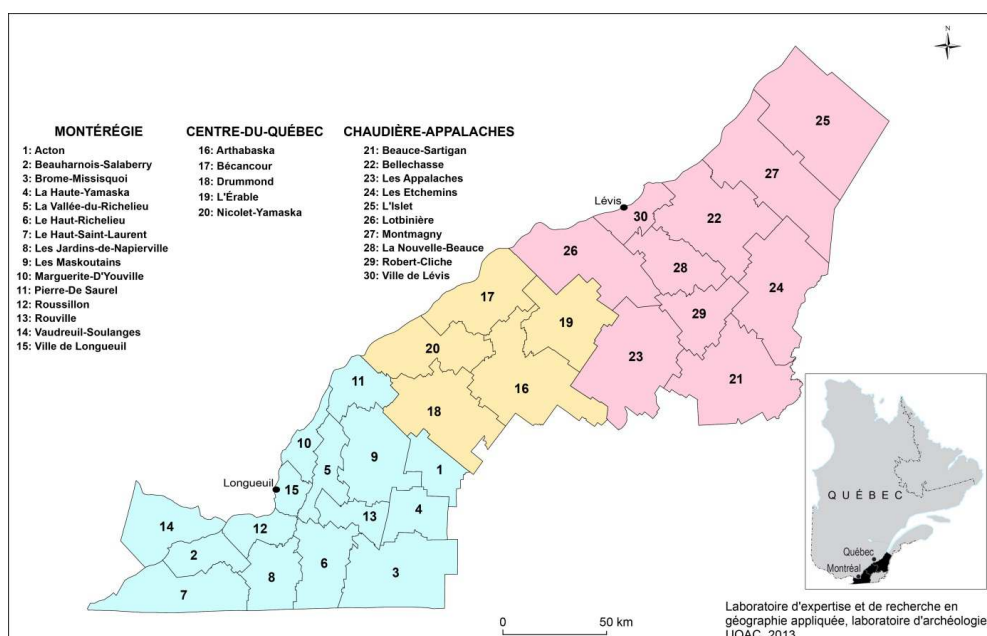 N
MONTÉRÉGIE
1: Acton
2: Beauharnois-Salaberry
3: Brome-Missisquoi
4: La Haute-Yamaska
5: La Vallée-du-Richelieu
6: Le Haut-Richelieu
7: Le Haut-Saint-Laurent
8: Les Jardins-de-Napierville
9: Les Maskoutains
10: Marguerite-D'Youville
11: Pierre-De Saurel
12: Roussillon
13: Rouville
14: Vaudreuil-Soulanges
15: Ville de Longueuil
CENTRE-DU-QUÉBEC
16: Arthabaska
17: Bécancour
18: Drummond
19: L'Érable
20: Nicolet-Yamaska
CHAUDIÈRE-APPALACHES
21: Beauce-Sartigan
22: Bellechasse
23: Les Appalaches
24: Les Etchemins
25: L'Islet
26: Lotbinière
27: Montmagny
28: La Nouvelle-Beauce
29: Robert-Cliche
30: Ville de Lévis
25
27
Lévis
30
22
26
28
24
17
19
29
20
23
21
11
16
18
10
9
5
1
Longueuil
15
4
13
14
12
2
6
3
8
7
QUÉBEC
Québec
Montréal
0 50 km
Laboratoire d'expertise et de recherche en
géographie appliquée, laboratoire d'archéologie
UQAC, 2013